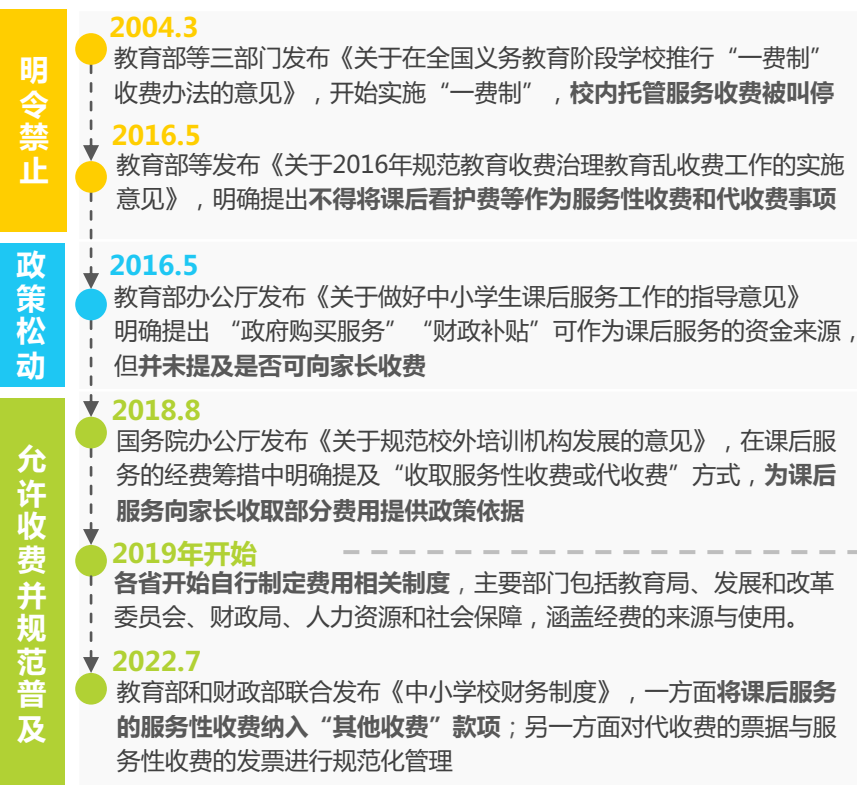 明令禁止
2004.3
教育部等三部门发布《关于在全国义务教育阶段学校推行“一费制”
收费办法的意见》，开始实施“一费制”，校内托管服务收费被叫停
2016.5
教育部等发布《关于2016年规范教育收费治理教育乱收费工作的实施
意见》，明确提出不得将课后看护费等作为服务性收费和代收费事项
政策松动
2016.5
教育部办公厅发布《关于做好中小学生课后服务工作的指导意见》
明确提出 “政府购买服务”“财政补贴”可作为课后服务的资金来源，
但并未提及是否可向家长收费
允许收费并规范普及
2018.8
国务院办公厅发布《关于规范校外培训机构发展的意见》，在课后服
务的经费筹措中明确提及“收取服务性收费或代收费”方式，为课后
服务向家长收取部分费用提供政策依据
2019年开始
各省开始自行制定费用相关制度，主要部门包括教育局、发展和改革
委员会、财政局、人力资源和社会保障，涵盖经费的来源与使用。
2022.7
教育部和财政部联合发布《中小学校财务制度》，一方面将课后服务
的服务性收费纳入“其他收费”款项；另一方面对代收费的票据与服
务性收费的发票进行规范化管理